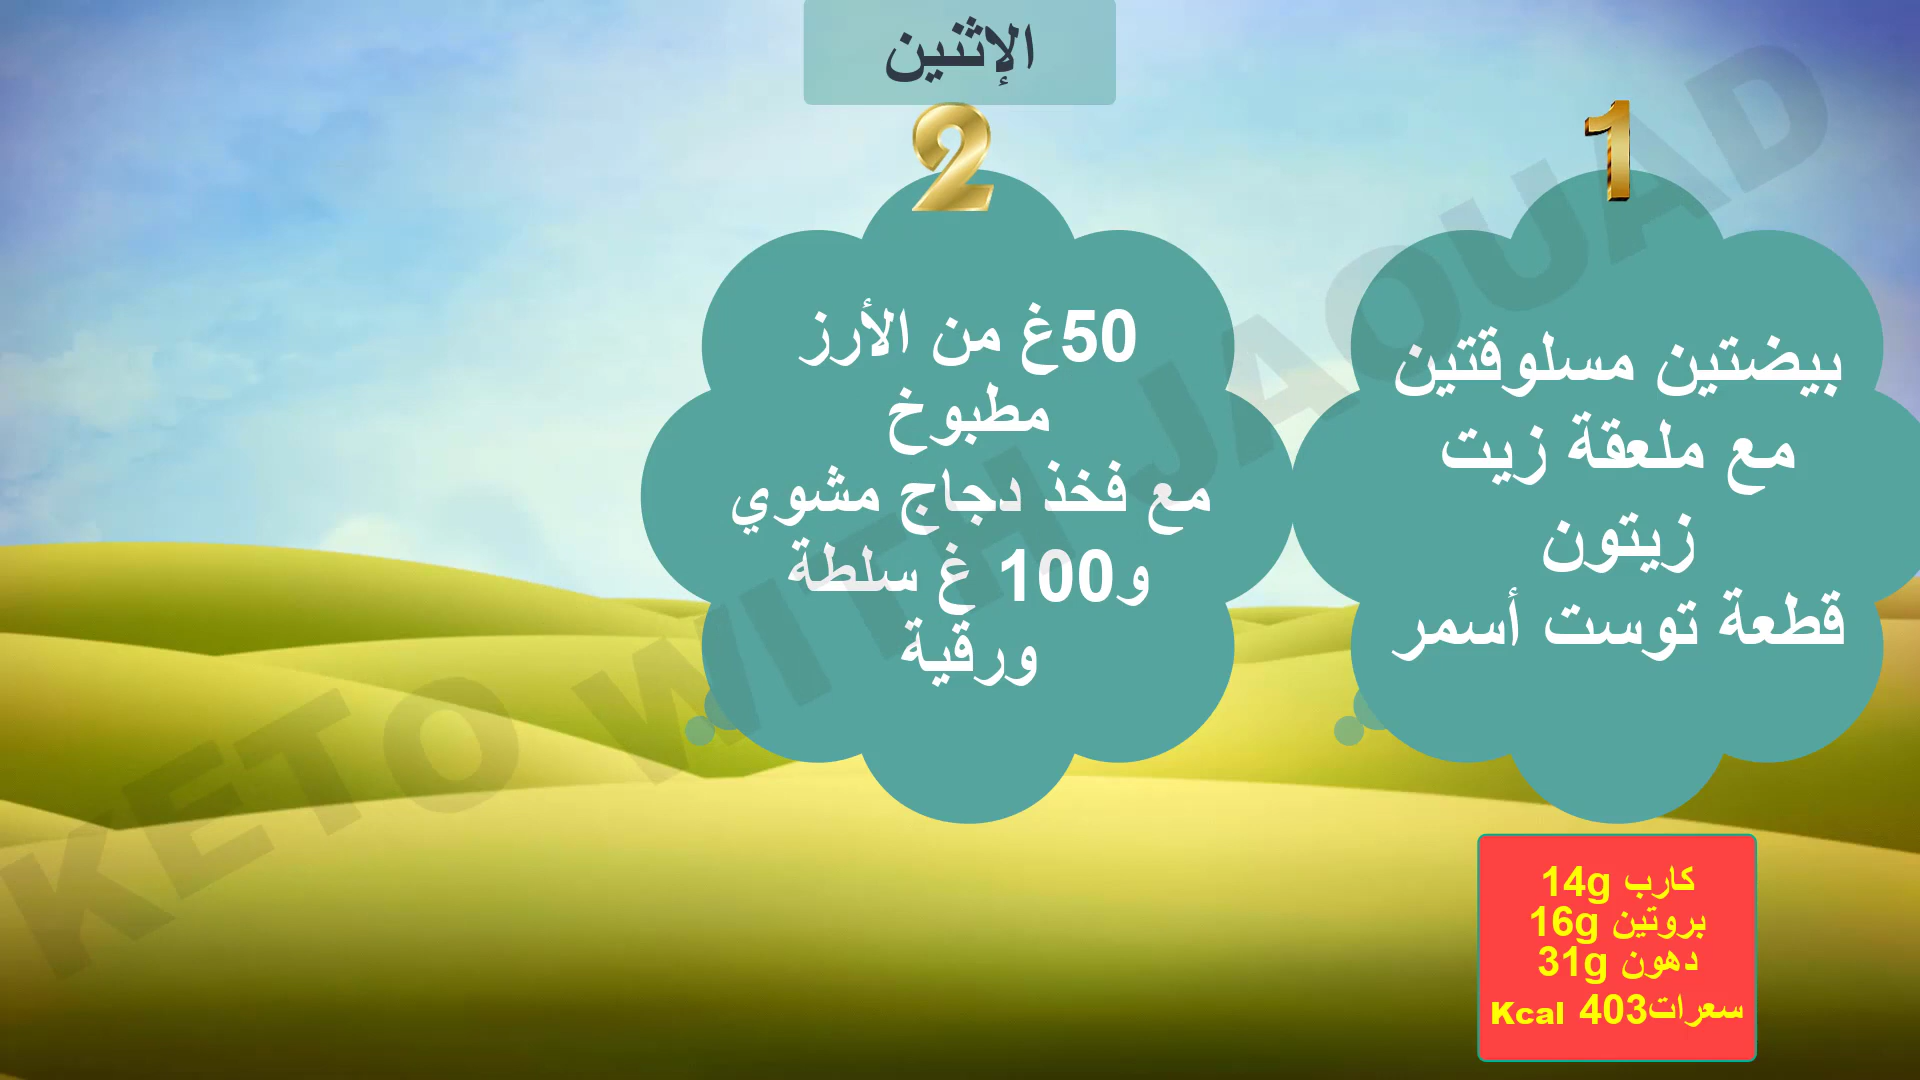 الإثنين
1
بيضتين مسلوقتين
مع ملعقة زيت
زيتون
قطعة توست أسمر
كارب 14g
بروتين 16g
دهون 31g
سعرات403 Kcal
2
50غ من الأرز
مطبوخ
مع فخذ دجاج مشوي
و100 غ سلطة
ورقية
KETO WITH JAOUAD